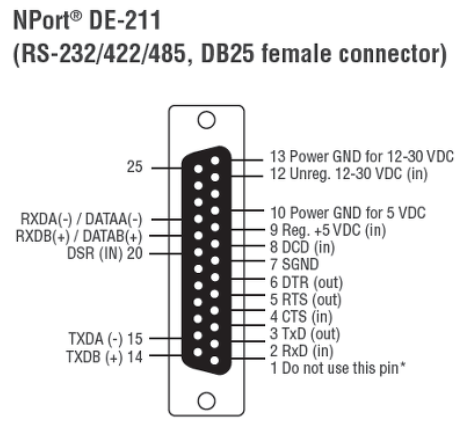 NPort® DE-211
(RS-232/422/485, DB25 female connector)
25
RXDA(-) / DATAA(-)
RXDB(+) / DATAB(+)
DSR (IN) 20
TXDA (-) 15
TXDB (+) 14
13 Power GND for 12-30 VDC
12 Unreg. 12-30 VDC (in)
10 Power GND for 5 VDC
9 Reg. +5 VDC (in)
8 DCD (in)
7 SGND
6 DTR (out)
5 RTS (out)
4 CTS (in)
3 TxD (out)
2 RxD (in)
1 Do not use this pin*